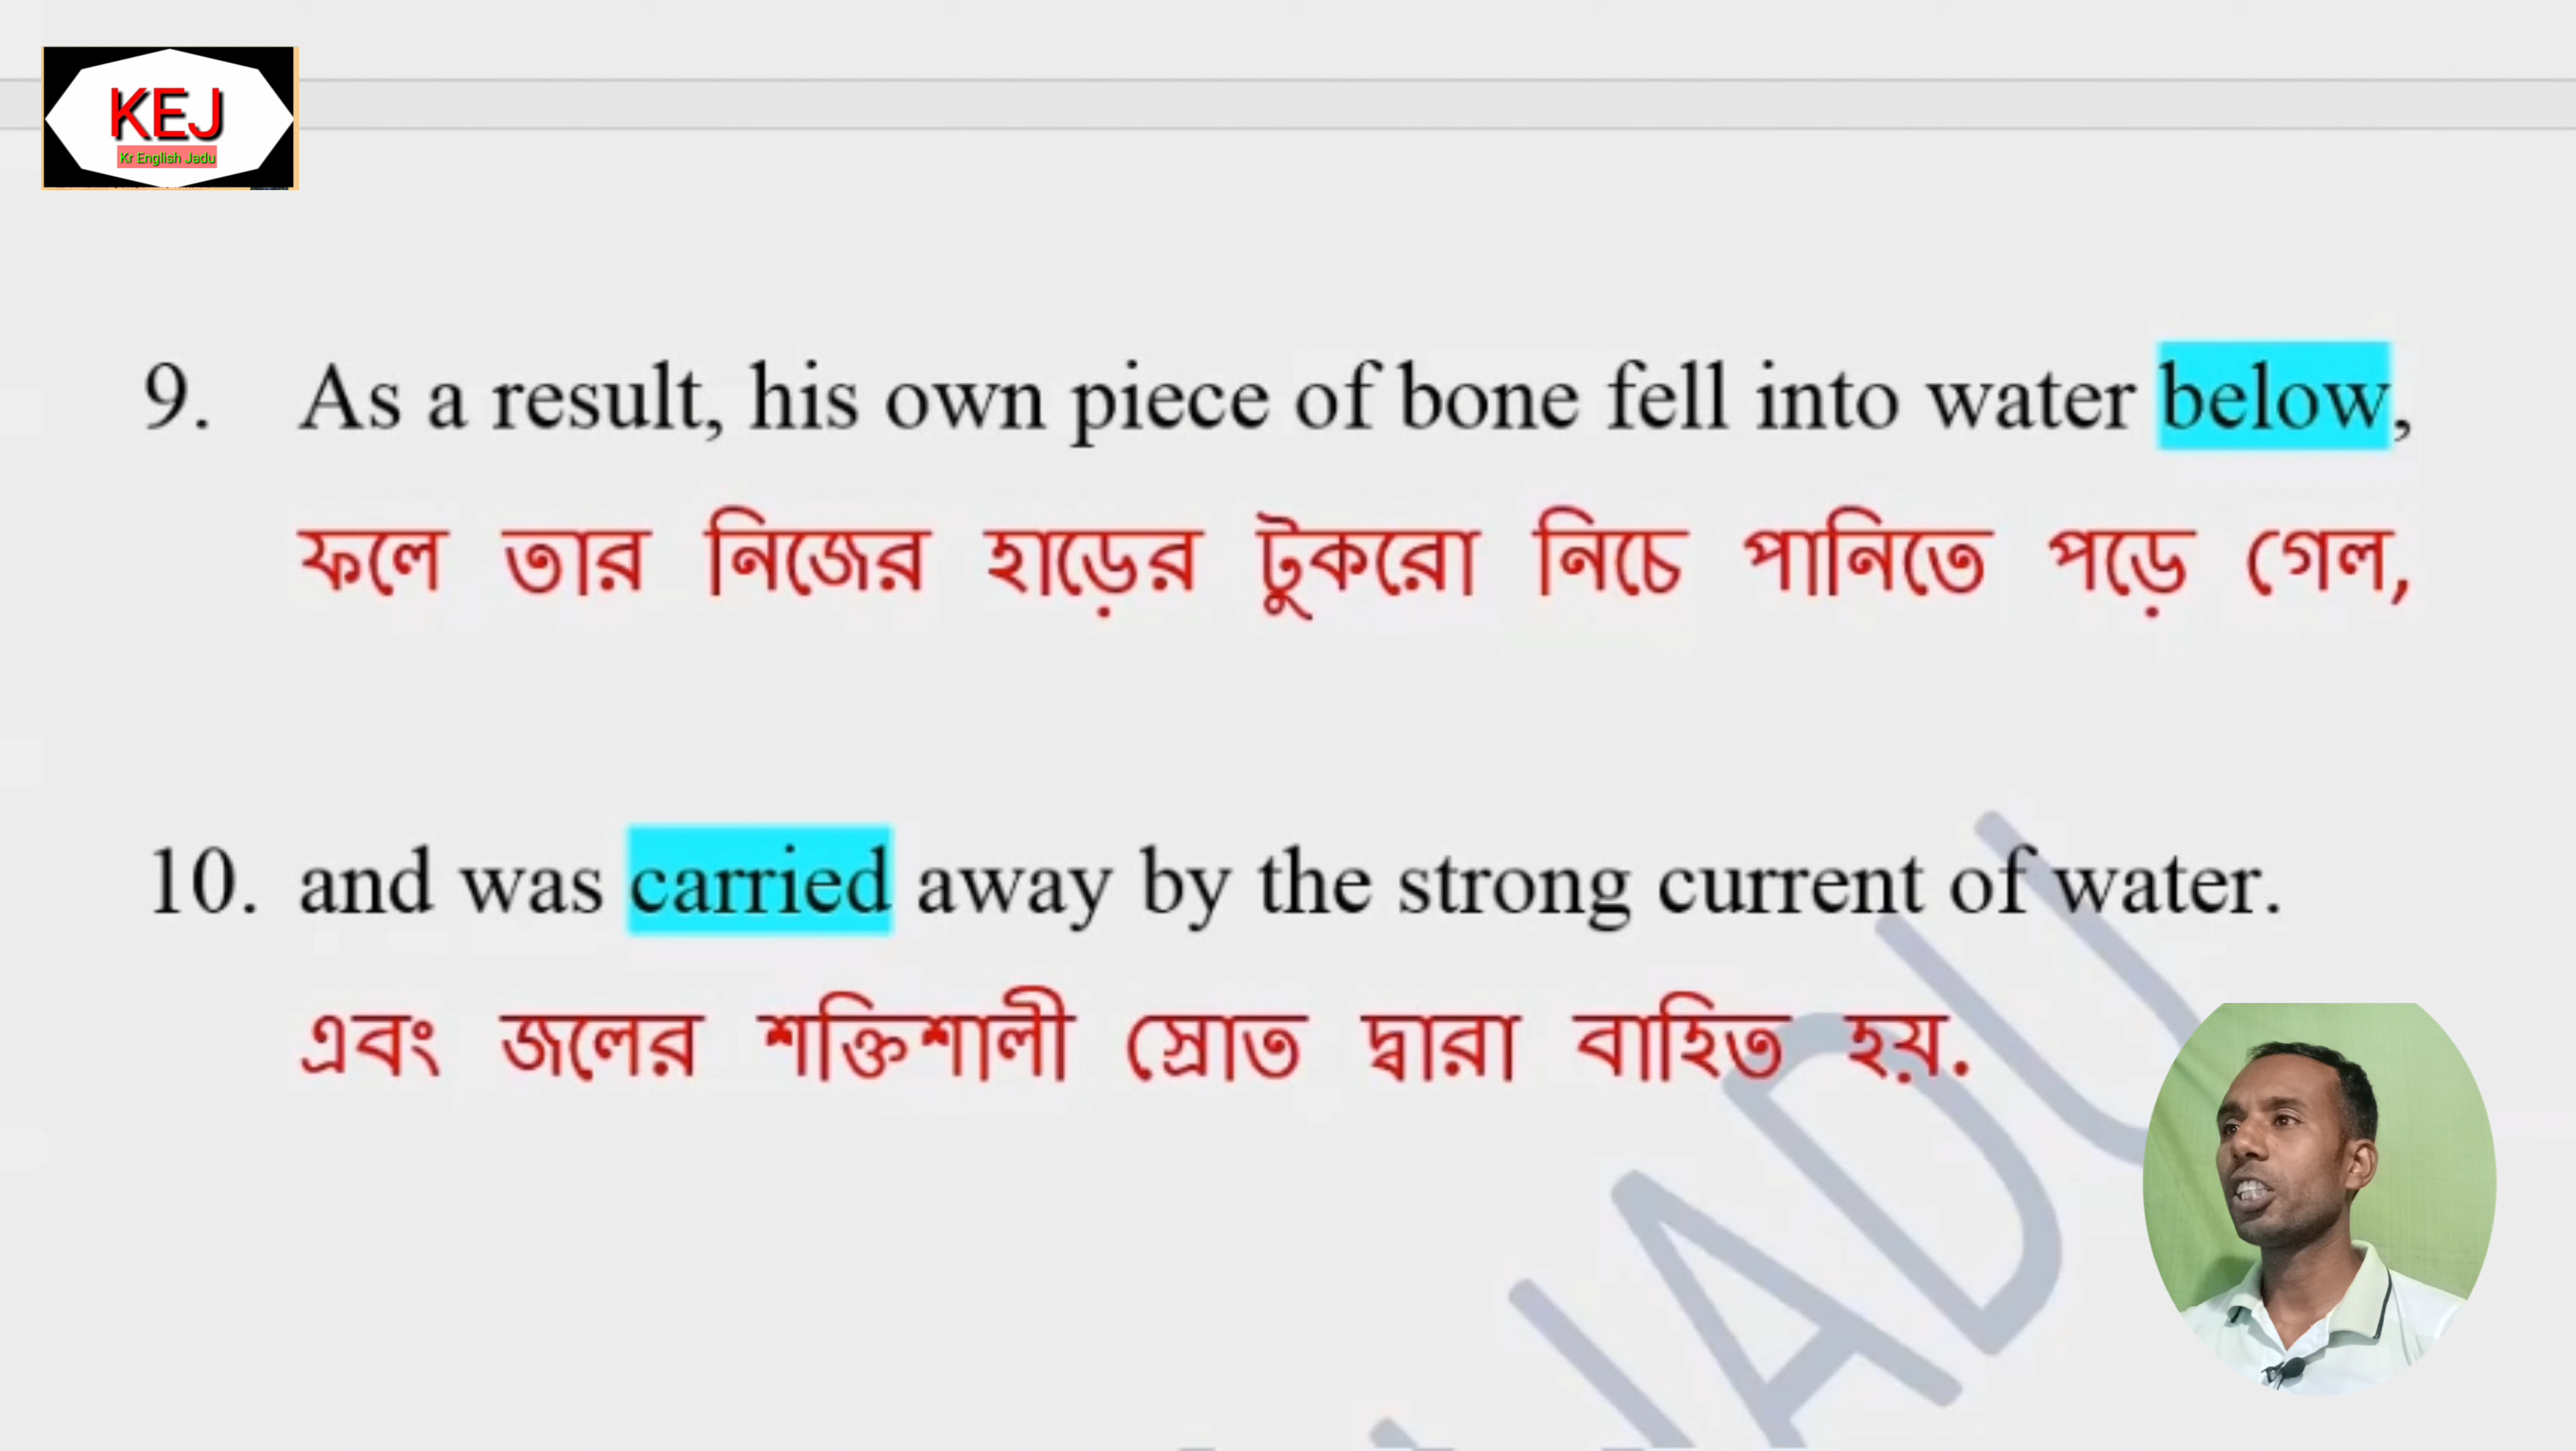 KEJ
Kr English Jadu
9. As a result, his own piece of bone fell into water below,
ফলে তার নিজের হাড়ের টুকরো নিচে পানিতে পড়ে গেল,
10. and was carried away by the strong current of water.
এবং জলের শক্তিশালী স্রোত দ্বারা বাহিত হয়.
JADU